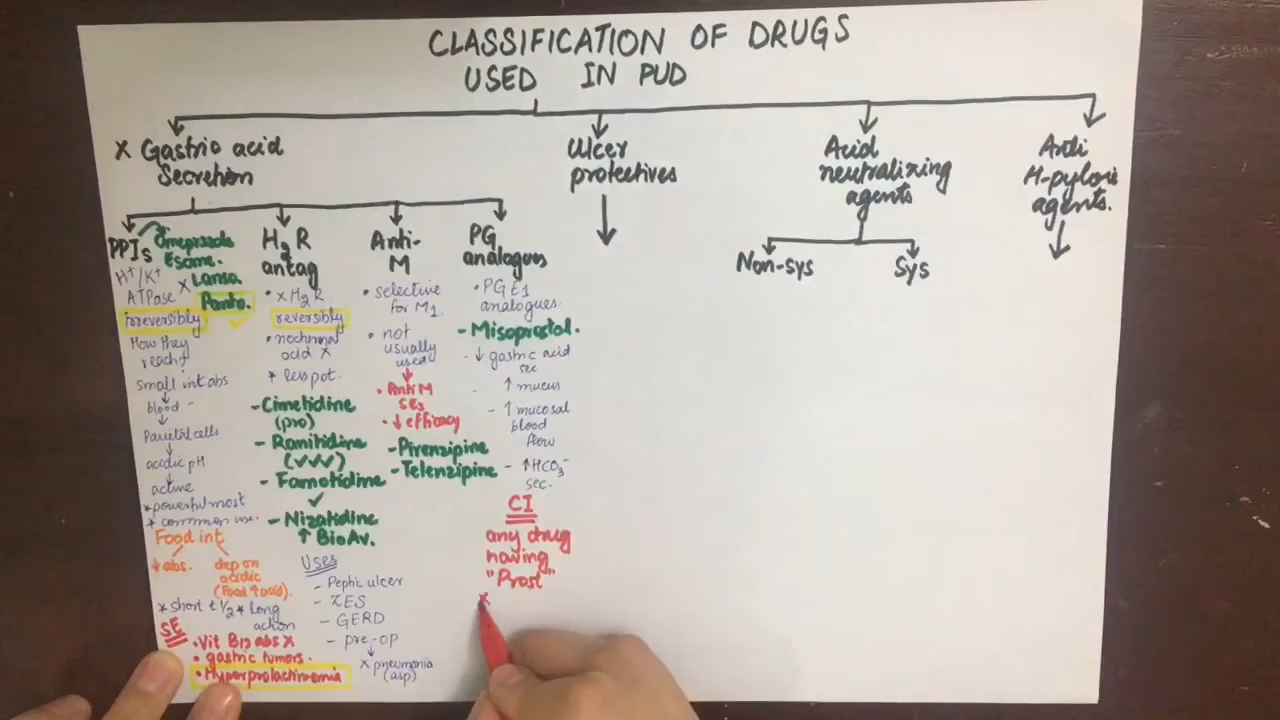 CLASSIFICATION OF DRUGS
USED IN PUD
x Gastric acid
Secretion
Ulcer
protectives
Acid
neutralizing
agents
Anti
H-pylori
agents.
PPIs
Omeprazole
Esome.
Lansa
Panto.
H+/K+
ATPase x
irreversibly
How they
reach?
small int abs
blood
Parietal cells
acidic pH
active
* powerful most
* common use.
Food int
↓ abs.
dep on
acidic
(Food ↑ acid).
* short t 1/2 * long
action
SE
• Vit B12 abs x
• gastric tumors.
• Hyperprolactinemia
H2R
antag
• x H2R
reversibly
• nocturnal
acid x
* less pot.
- Cimetidine
(pro)
- Ranitidine
(✓✓✓)
- Famotidine
✓
- Nizatidine
↑ BioAv.
Uses
- Peptic ulcer
- ZES
- GERD
- pre-op
x pneumonia
(asp)
Anti-
M
• selective
for M1.
• not
usually
used
• Anti M
SEs
• ↓ efficacy
- Pirenzipine
- Telenzipine
PG
analogues
• PGE1
analogues.
- Misoprostol.
- ↓ gastric acid
sec
- ↑ mucus
- ↑ mucosal
blood
flow
- ↑ HCO3-
sec.
CI
any drug
having
"Prost"
Non-sys
Sys